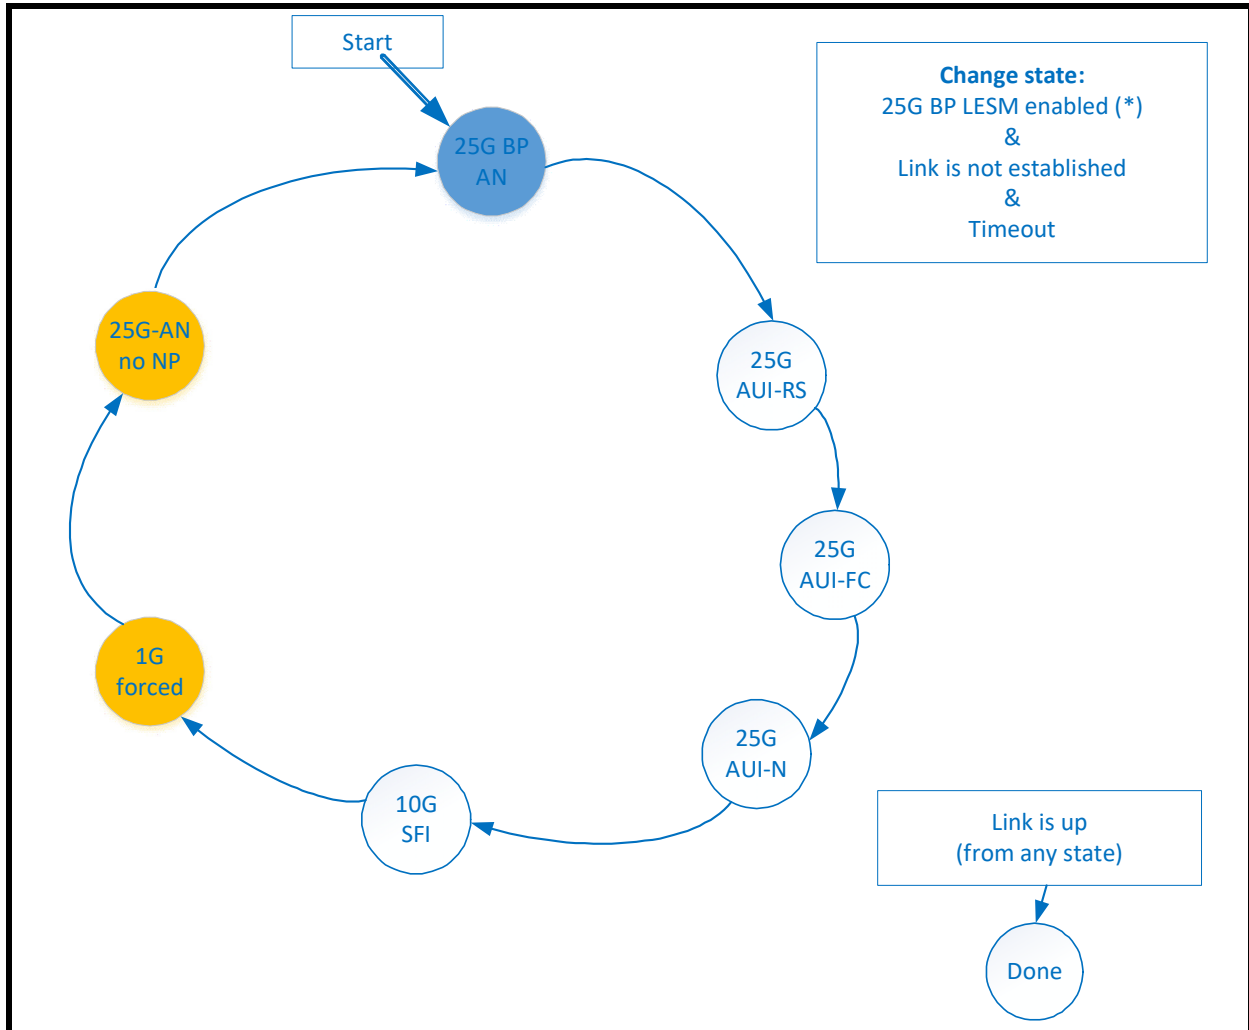 Start
Change state:
25G BP LESM enabled (*)
&
Link is not established
&
Timeout
25G BP
AN
25G-AN
no NP
25G
AUI-RS
25G
AUI-FC
1G
forced
25G
AUI-N
10G
SFI
Link is up
(from any state)
Done